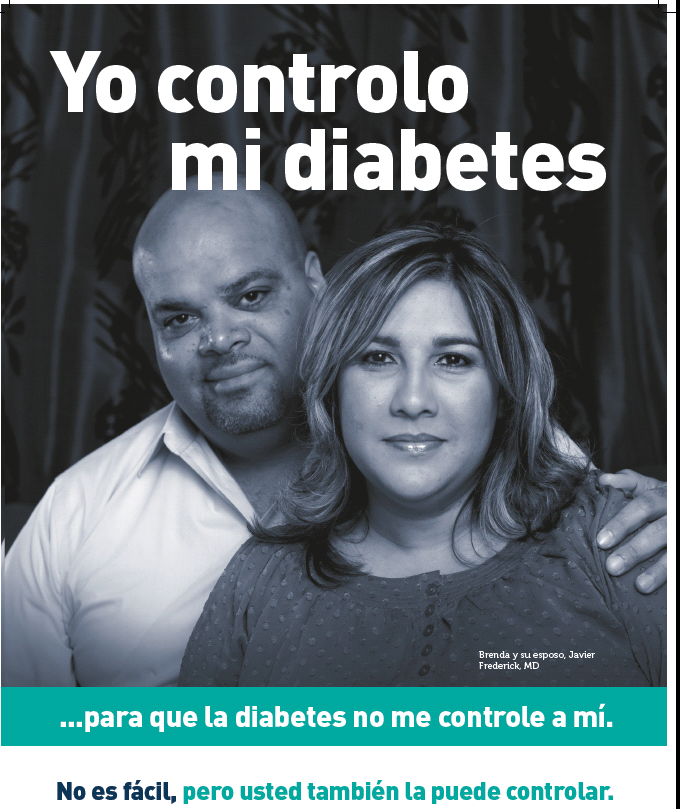 Yo controlo
mi diabetes
Brenda y su esposo, Javier
Frederick, MD
...para que la diabetes no me controle a mí.
No es fácil, pero usted también la puede controlar.